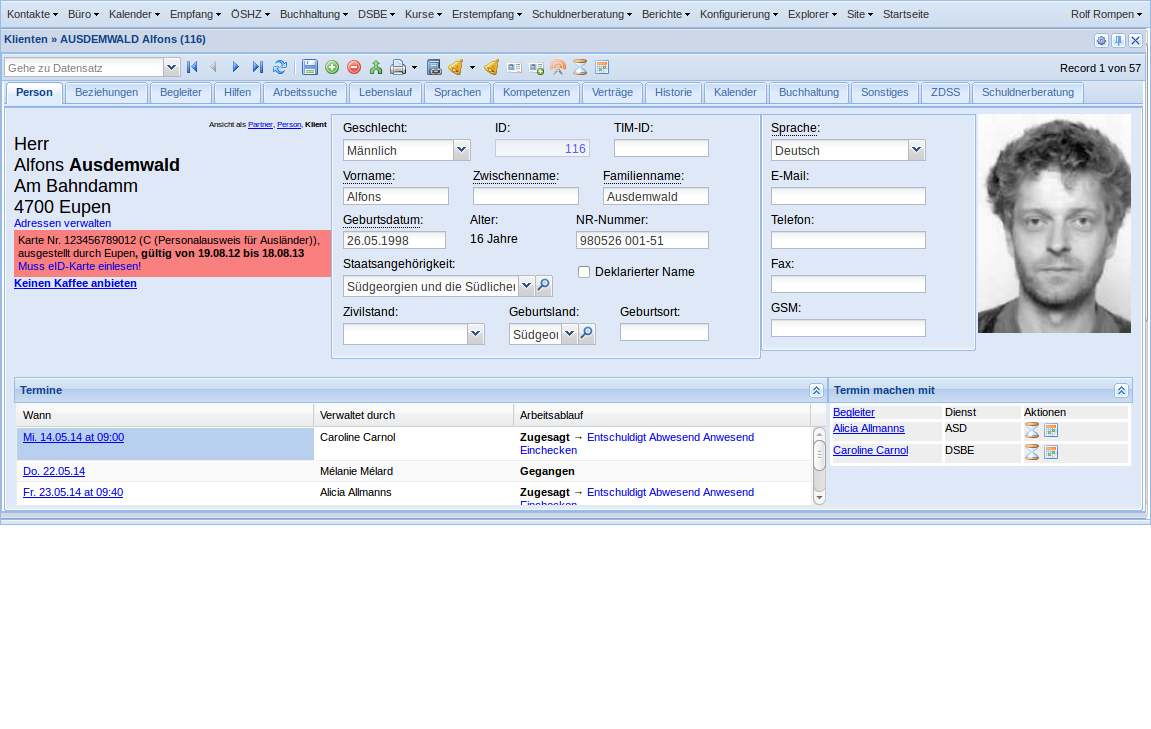 Kontakte Büro Kalender Empfang ÖSHZ Buchhaltung DSBE Kurse Erstempfang Schuldnerberatung Berichte Konfigurierung Explorer Site Startseite Rolf Rompen
Klienten » AUSDEMWALD Alfons (116)
Gehe zu Datensatz Record 1 von 57
Person Beziehungen Begleiter Hilfen Arbeitssuche Lebenslauf Sprachen Kompetenzen Verträge Historie Kalender Buchhaltung Sonstiges ZDSS Schuldnerberatung
Ansicht als Partner, Person, Klient
Herr
Alfons Ausdemwald
Am Bahndamm
4700 Eupen
Adressen verwalten
Karte Nr. 123456789012 (C (Personalausweis für Ausländer)),
ausgestellt durch Eupen, gültig von 19.08.12 bis 18.08.13
Muss eID-Karte einlesen!
Keinen Kaffee anbieten
Geschlecht: ID: TIM-ID:
Männlich 116
Vorname: Zwischenname: Familienname:
Alfons Ausdemwald
Geburtsdatum: Alter: NR-Nummer:
26.05.1998 16 Jahre 980526 001-51
Staatsangehörigkeit:
Südgeorgien und die Südlicher Deklarierter Name
Zivilstand: Geburtsland: Geburtsort:
Südgeor
Sprache:
Deutsch
E-Mail:
Telefon:
Fax:
GSM:
Termine
Wann Verwaltet durch Arbeitsablauf
Mi. 14.05.14 at 09:00 Caroline Carnol Zugesagt → Entschuldigt Abwesend Anwesend
Einchecken
Do. 22.05.14 Mélanie Mélard Gegangen
Fr. 23.05.14 at 09:40 Alicia Allmanns Zugesagt → Entschuldigt Abwesend Anwesend
Einchecken
Termin machen mit
Begleiter Dienst Aktionen
Alicia Allmanns ASD
Caroline Carnol DSBE